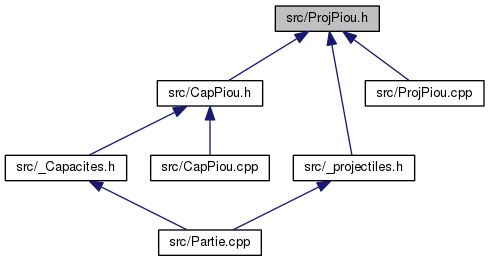 src/ProjPiou.h
src/CapPiou.h
src/ProjPiou.cpp
src/_Capacites.h
src/CapPiou.cpp
src/_projectiles.h
src/Partie.cpp